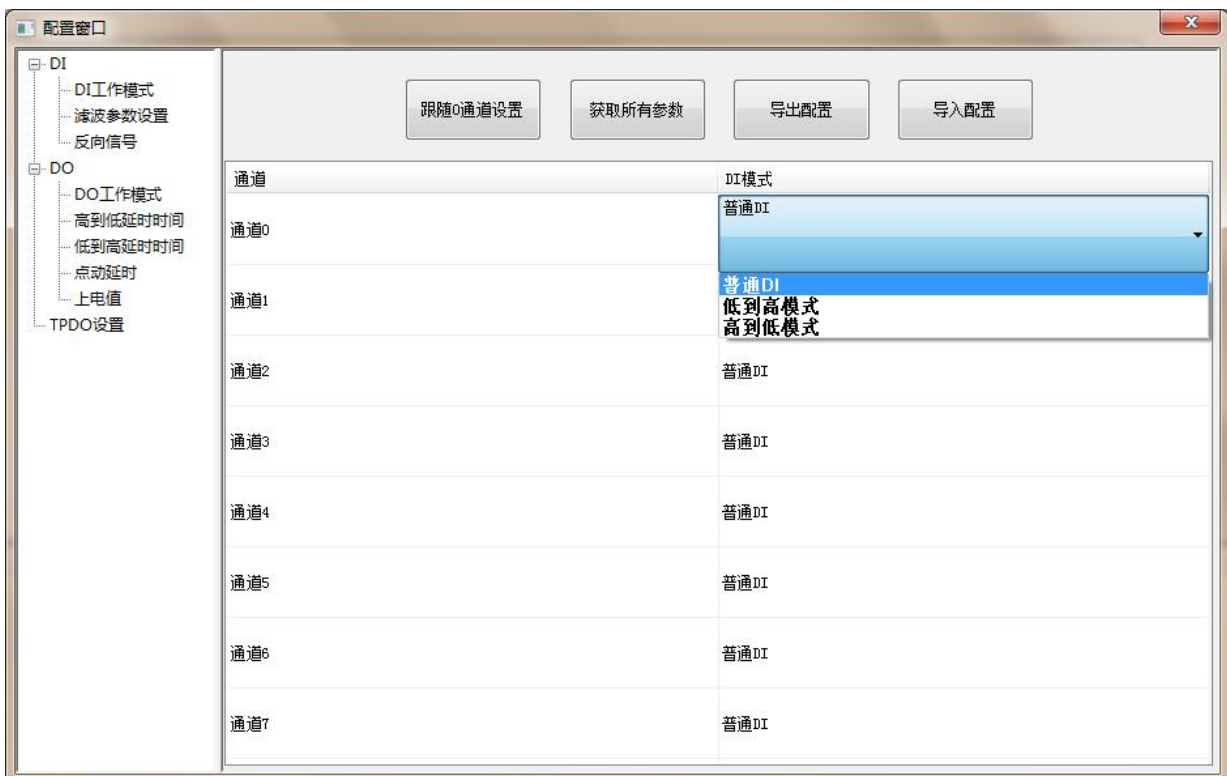 配置窗口
DI
DI工作模式
滤波参数设置
反向信号
DO
DO工作模式
高到低延时时间
低到高延时时间
点动延时
上电值
TPDO设置
跟随0通道设置 获取所有参数 导出配置 导入配置
通道 DI模式
通道0 普通DI
普通DI
通道1 低到高模式
高到低模式
通道2 普通DI
通道3 普通DI
通道4 普通DI
通道5 普通DI
通道6 普通DI
通道7 普通DI